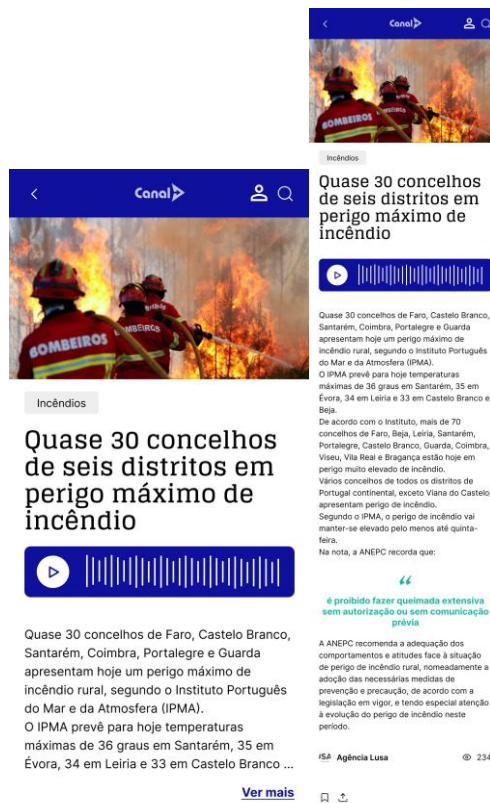 Canal
BOMBEIROS
MBEIROS
Incêndios
Quase 30 concelhos
de seis distritos em
perigo máximo de
incêndio
Quase 30 concelhos de Faro, Castelo Branco,
Santarém, Coimbra, Portalegre e Guarda
apresentam hoje um perigo máximo de
incêndio rural, segundo o Instituto Português
do Mar e da Atmosfera (IPMA).
O IPMA prevê para hoje temperaturas
máximas de 36 graus em Santarém, 35 em
Évora, 34 em Leiria e 33 em Castelo Branco ...
Ver mais
Canal
BOMBEIROS
Incêndios
Quase 30 concelhos
de seis distritos em
perigo máximo de
incêndio
Quase 30 concelhos de Faro, Castelo Branco,
Santarém, Coimbra, Portalegre e Guarda
apresentam hoje um perigo máximo de
incêndio rural, segundo o Instituto Português
do Mar e da Atmosfera (IPMA).
O IPMA prevê para hoje temperaturas
máximas de 36 graus em Santarém, 35 em
Évora, 34 em Leiria e 33 em Castelo Branco e
Beja.
De acordo com o Instituto, mais de 70
concelhos de Faro, Beja, Leiria, Santarém,
Portalegre, Castelo Branco, Guarda, Coimbra,
Viseu, Vila Real e Bragança estão hoje em
perigo muito elevado de incêndio.
Vários concelhos de todos os distritos de
Portugal continental, exceto Viana do Castelo
apresentam perigo de incêndio.
Segundo o IPMA, o perigo de incêndio vai
manter-se elevado pelo menos até quinta-
feira.
Na nota, a ANEPC recorda que:
“
é proibido fazer queimada extensiva
sem autorização ou sem comunicação
prévia
A ANEPC recomenda a adequação dos
comportamentos e atitudes face à situação
de perigo de incêndio rural, nomeadamente a
adoção das necessárias medidas de
prevenção e precaução, de acordo com a
legislação em vigor, e tendo especial atenção
à evolução do perigo de incêndio neste
período.
Agência Lusa
234